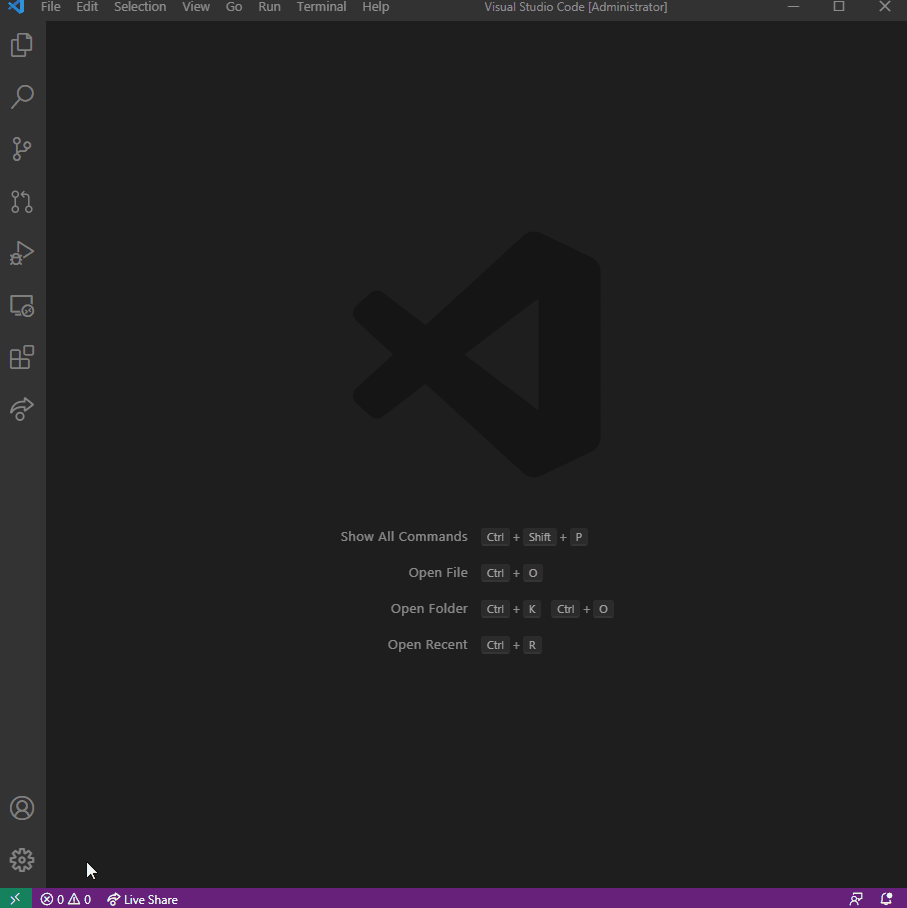 File Edit Selection View Go Run Terminal Help Visual Studio Code [Administrator]
Show All Commands Ctrl + Shift + P
Open File Ctrl + O
Open Folder Ctrl + K Ctrl + O
Open Recent Ctrl + R
0 0 Live Share